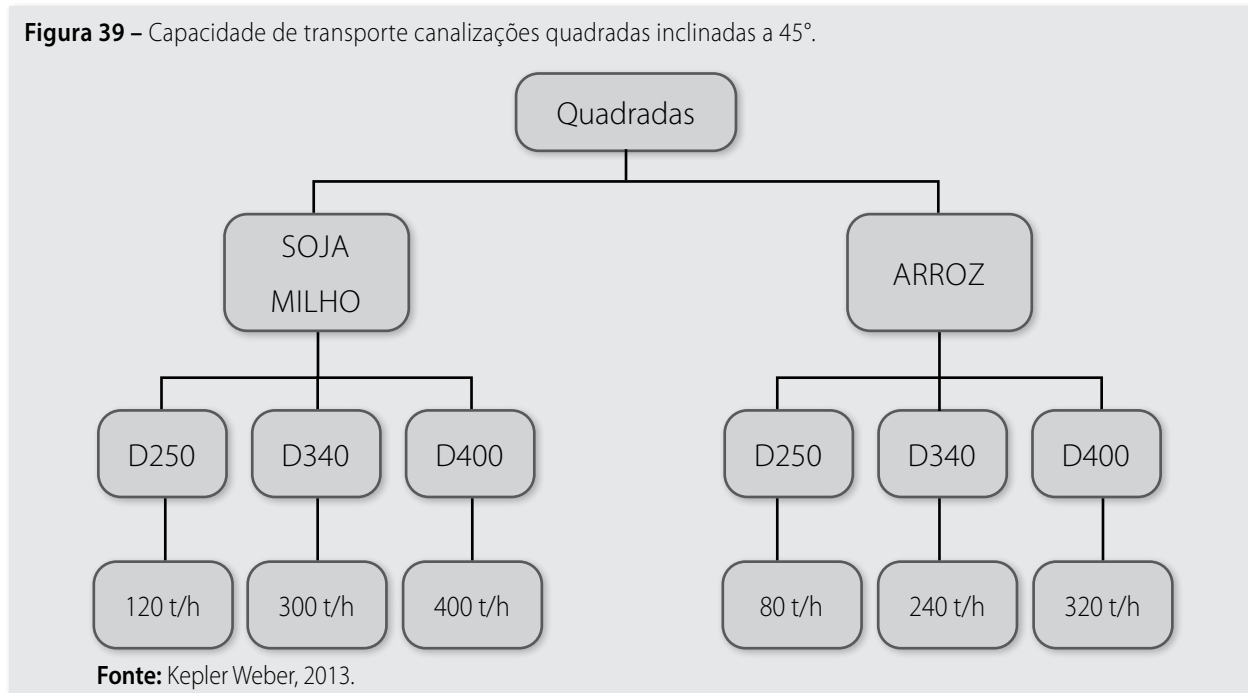 Figura 39 – Capacidade de transporte canalizações quadradas inclinadas a 45°.
Quadradas
SOJA
MILHO
ARROZ
D250
D340
D400
D250
D340
D400
120 t/h
300 t/h
400 t/h
80 t/h
240 t/h
320 t/h
Fonte: Kepler Weber, 2013.